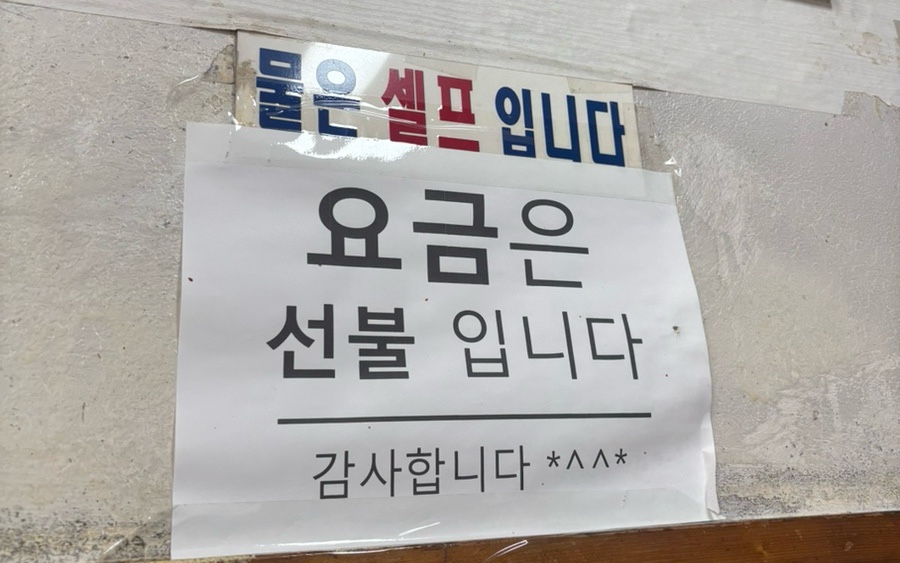 물은 셀프 입니다
요금은
선불 입니다
감사합니다 *^^*